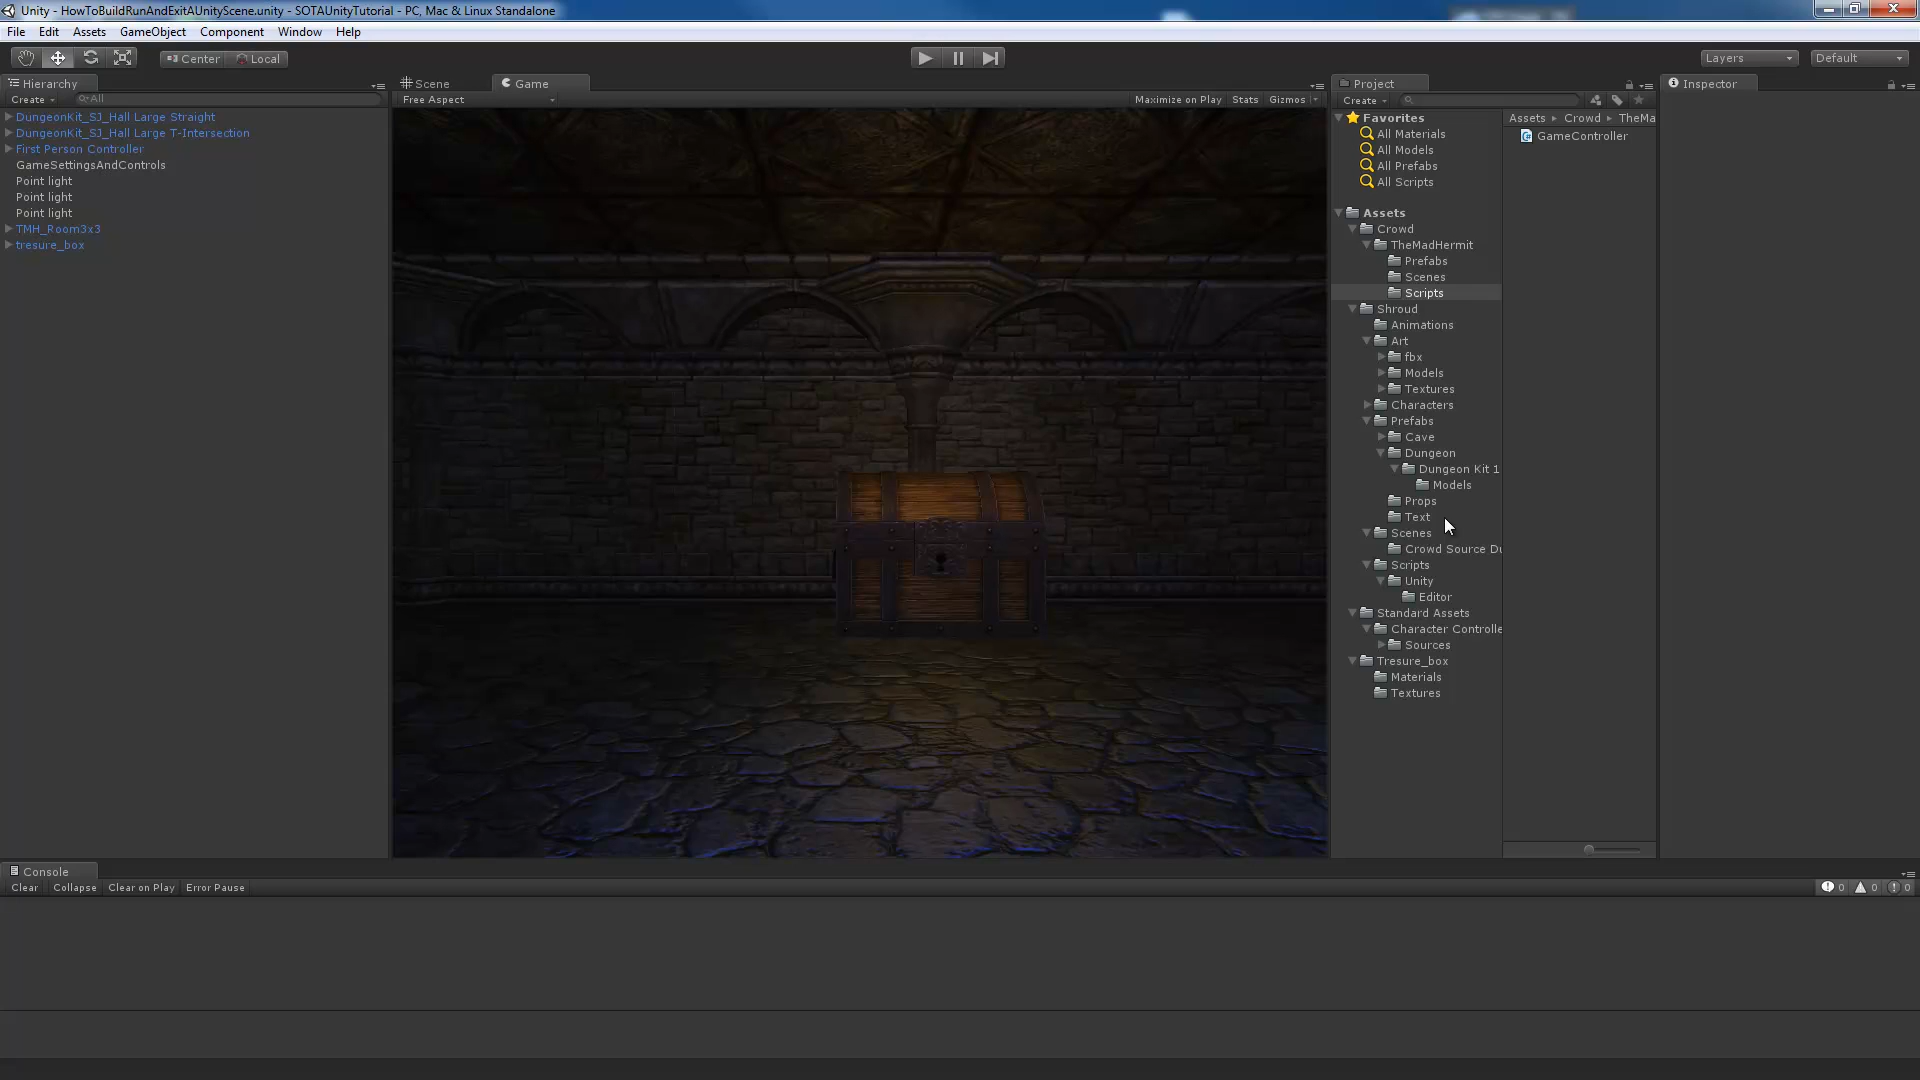 Unity - HowToBuildRunAndExitAUnityScene.unity - SOTAUnityTutorial - PC, Mac & Linux Standalone
File Edit Assets GameObject Component Window Help
Center Local Layers Default
Hierarchy
Create All
DungeonKit_SJ_Hall Large Straight
DungeonKit_SJ_Hall Large T-Intersection
First Person Controller
GameSettingsAndControls
Point light
Point light
Point light
TMH_Room3x3
tresure_box
Scene Game
Free Aspect Maximize on Play Stats Gizmos
Project
Create
Favorites
All Materials
All Models
All Prefabs
All Scripts
Assets
Crowd
TheMadHermit
Prefabs
Scenes
Scripts
Shroud
Animations
Art
fbx
Models
Textures
Characters
Prefabs
Cave
Dungeon
Dungeon Kit 1
Models
Props
Text
Scenes
Crowd Source Du
Scripts
Unity
Editor
Standard Assets
Character Controlle
Sources
Tresure_box
Materials
Textures
Assets Crowd TheMa
GameController
Inspector
Console
Clear Collapse Clear on Play Error Pause 0 0 0